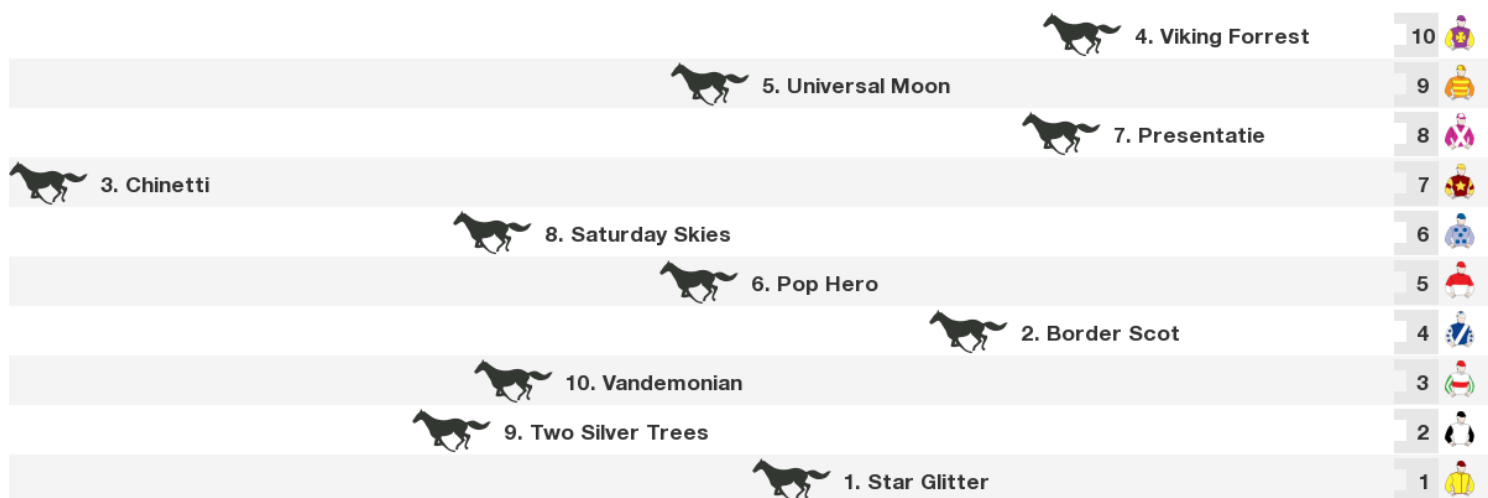 4. Viking Forrest 10
5. Universal Moon 9
7. Presentatie 8
3. Chinetti 7
8. Saturday Skies 6
6. Pop Hero 5
2. Border Scot 4
10. Vandemonian 3
9. Two Silver Trees 2
1. Star Glitter 1